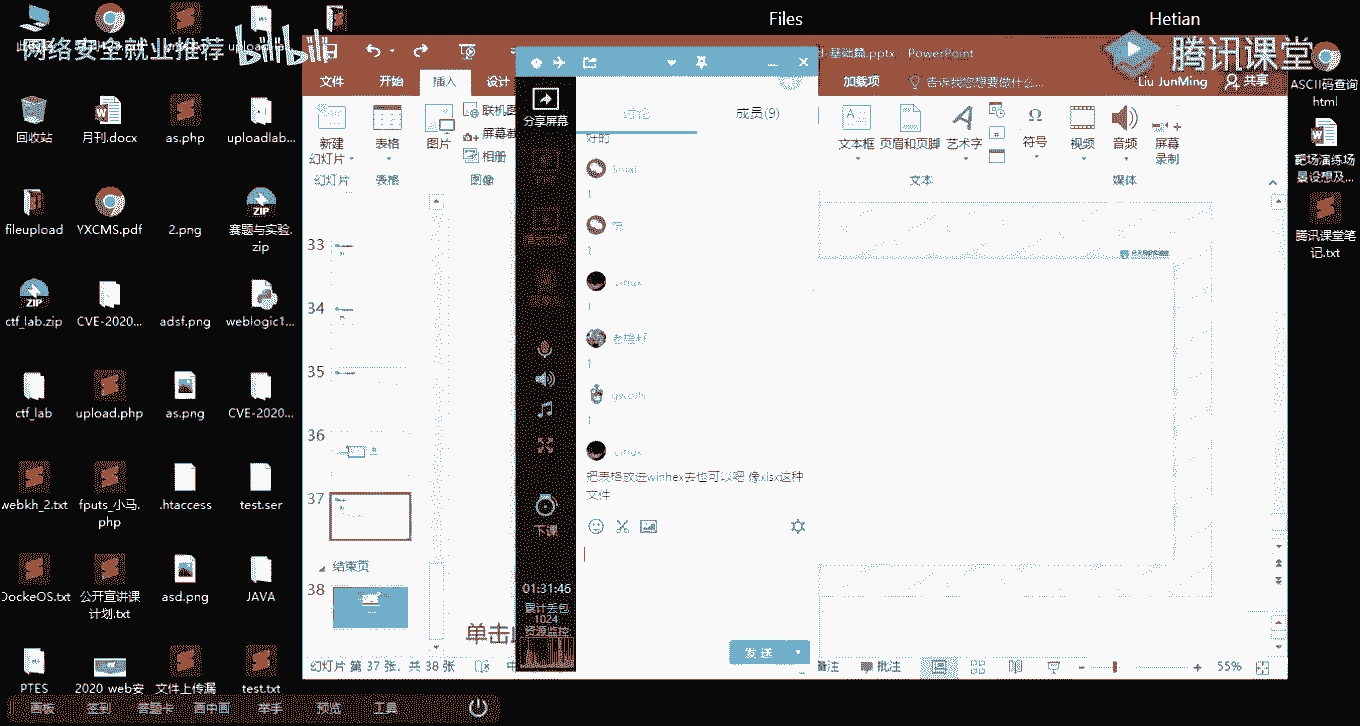 Files
Hetian
网络安全就业推荐
bilibili
腾讯课堂
基础篇.pptx - PowerPoint
文件
开始
插入
设计
加载项
告诉我您想要做什么...
Liu JunMing
共享
新建
幻灯片
表格
图片
屏幕截
相册
幻灯片
表格
图像
文本框
页眉和页脚
艺术字
符号
视频
音频
屏幕
录制
文本
媒体
分享屏幕
讨论
成员(9)
好的
1
1
1
1
1
把表格放进winhex去也可以吧 像xlsx这种
文件
下课
01:31:46
累计丢包
1024
资源监控
发 送
33
34
35
36
37
结束页
38
单击
幻灯片 第 37 张，共 38 张
中
备注
批注
55%
回收站
月刊.docx
as.php
uploadlab...
fileupload
YXCMS.pdf
2.png
赛题与实验.
zip
ctf_lab.zip
CVE-2020...
adsf.png
weblogic1...
ctf_lab
upload.php
as.png
CVE-2020...
webkh_2.txt
fputs_小马.
php
.htaccess
test.ser
DockeOS.txt
公开宣讲课
计划.txt
asd.png
JAVA
PTES
2020 web安
文件上传漏
test.txt
ASCII码查询
html
靶场演练场
景设想及...
腾讯课堂笔
记.txt
画板
签到
答题卡
画中画
举手
预览
工具